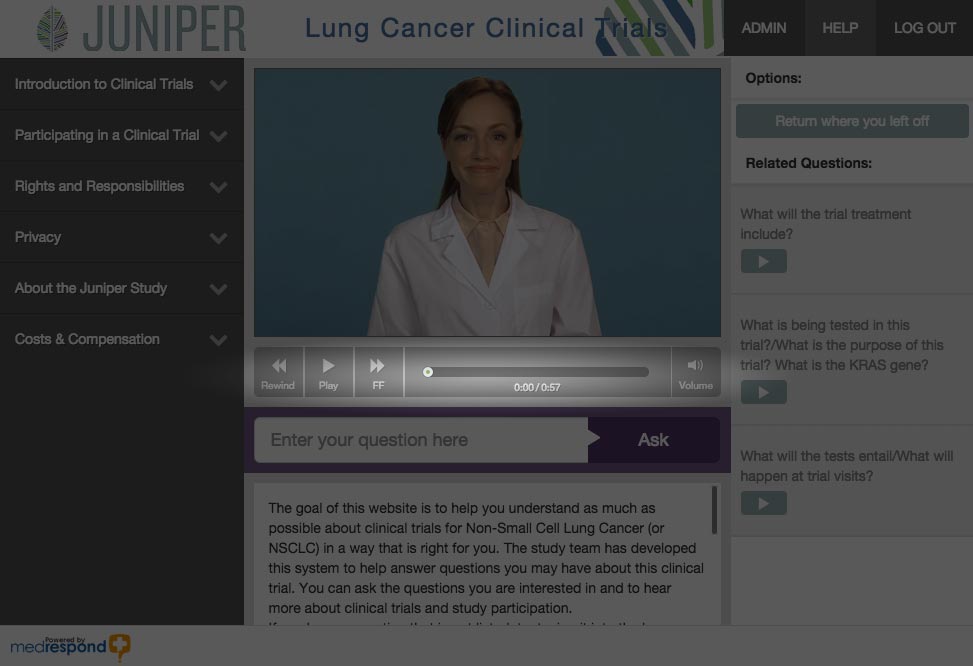 JUNIPER
Lung Cancer Clinical Trials
ADMIN
HELP
LOG OUT
Introduction to Clinical Trials
Participating in a Clinical Trial
Rights and Responsibilities
Privacy
About the Juniper Study
Costs & Compensation
Rewind
Play
FF
0:00 / 0:57
Volume
Enter your question here
Ask
The goal of this website is to help you understand as much as
possible about clinical trials for Non-Small Cell Lung Cancer (or
NSCLC) in a way that is right for you. The study team has developed
this system to help answer questions you may have about this clinical
trial. You can ask the questions you are interested in and to hear
more about clinical trials and study participation.
Options:
Return where you left off
Related Questions:
What will the trial treatment
include?
What is being tested in this
trial?/What is the purpose of this
trial? What is the KRAS gene?
What will the tests entail/What will
happen at trial visits?
Powered by
medrespond